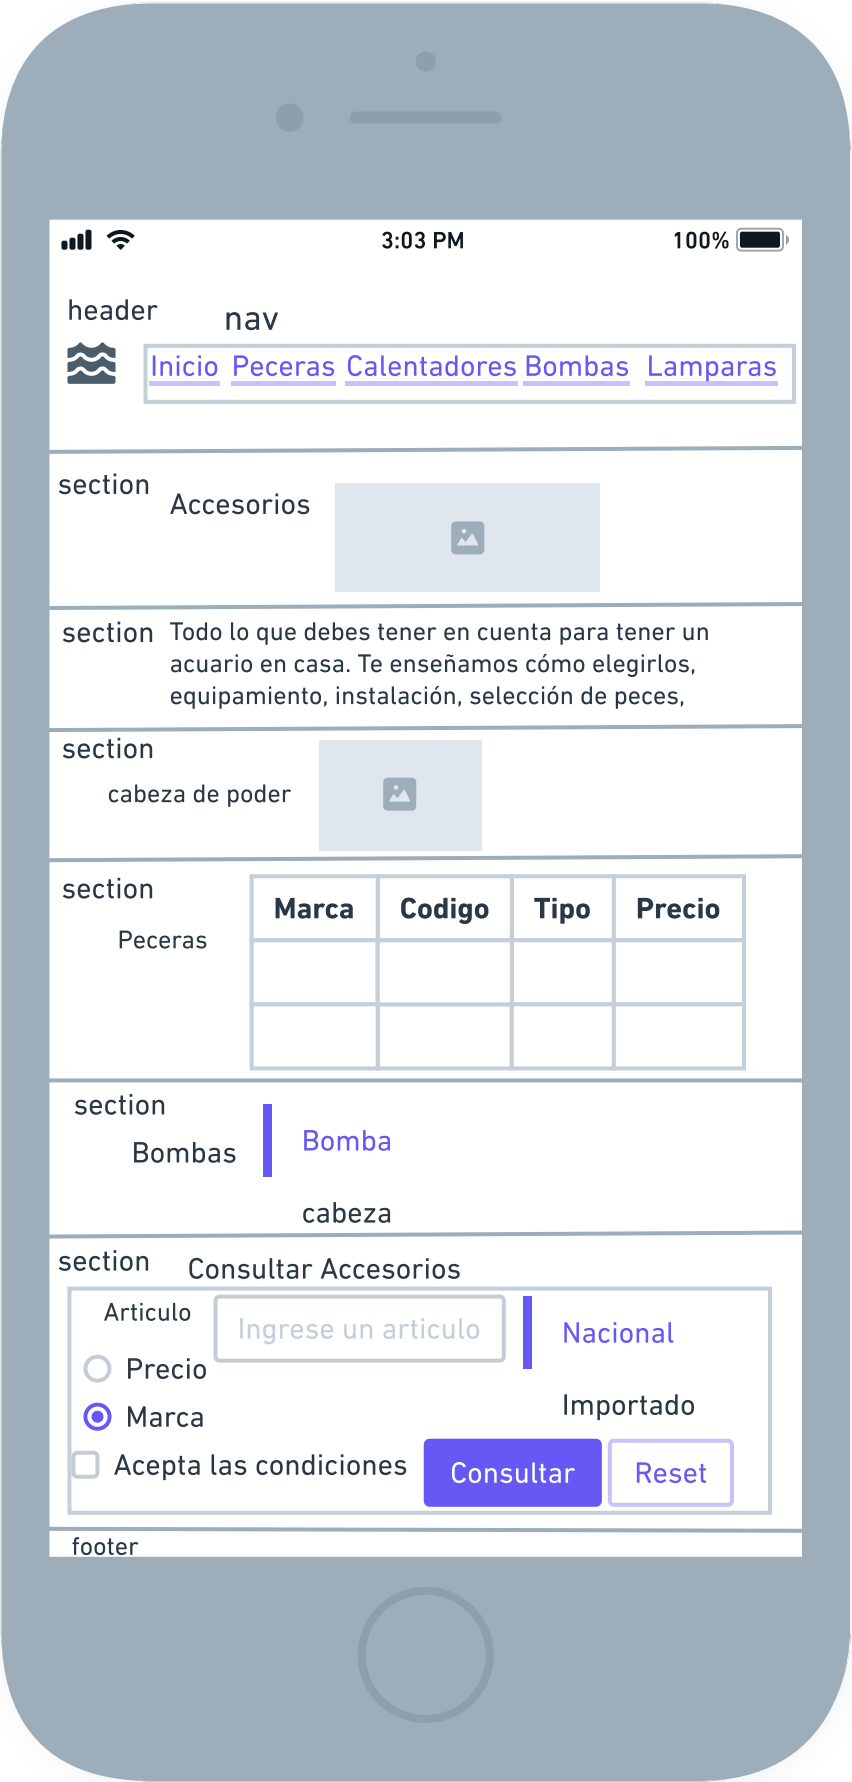 3:03 PM 100%
header
nav
Inicio Peceras Calentadores Bombas Lamparas
section
Accesorios
section
Todo lo que debes tener en cuenta para tener un
acuario en casa. Te enseñamos cómo elegirlos,
equipamiento, instalación, selección de peces,
section
cabeza de poder
section
Peceras
Marca Codigo Tipo Precio
section
Bombas
Bomba
cabeza
section
Consultar Accesorios
Articulo
Ingrese un articulo
Nacional
Precio
Importado
Marca
Acepta las condiciones
Consultar
Reset
footer